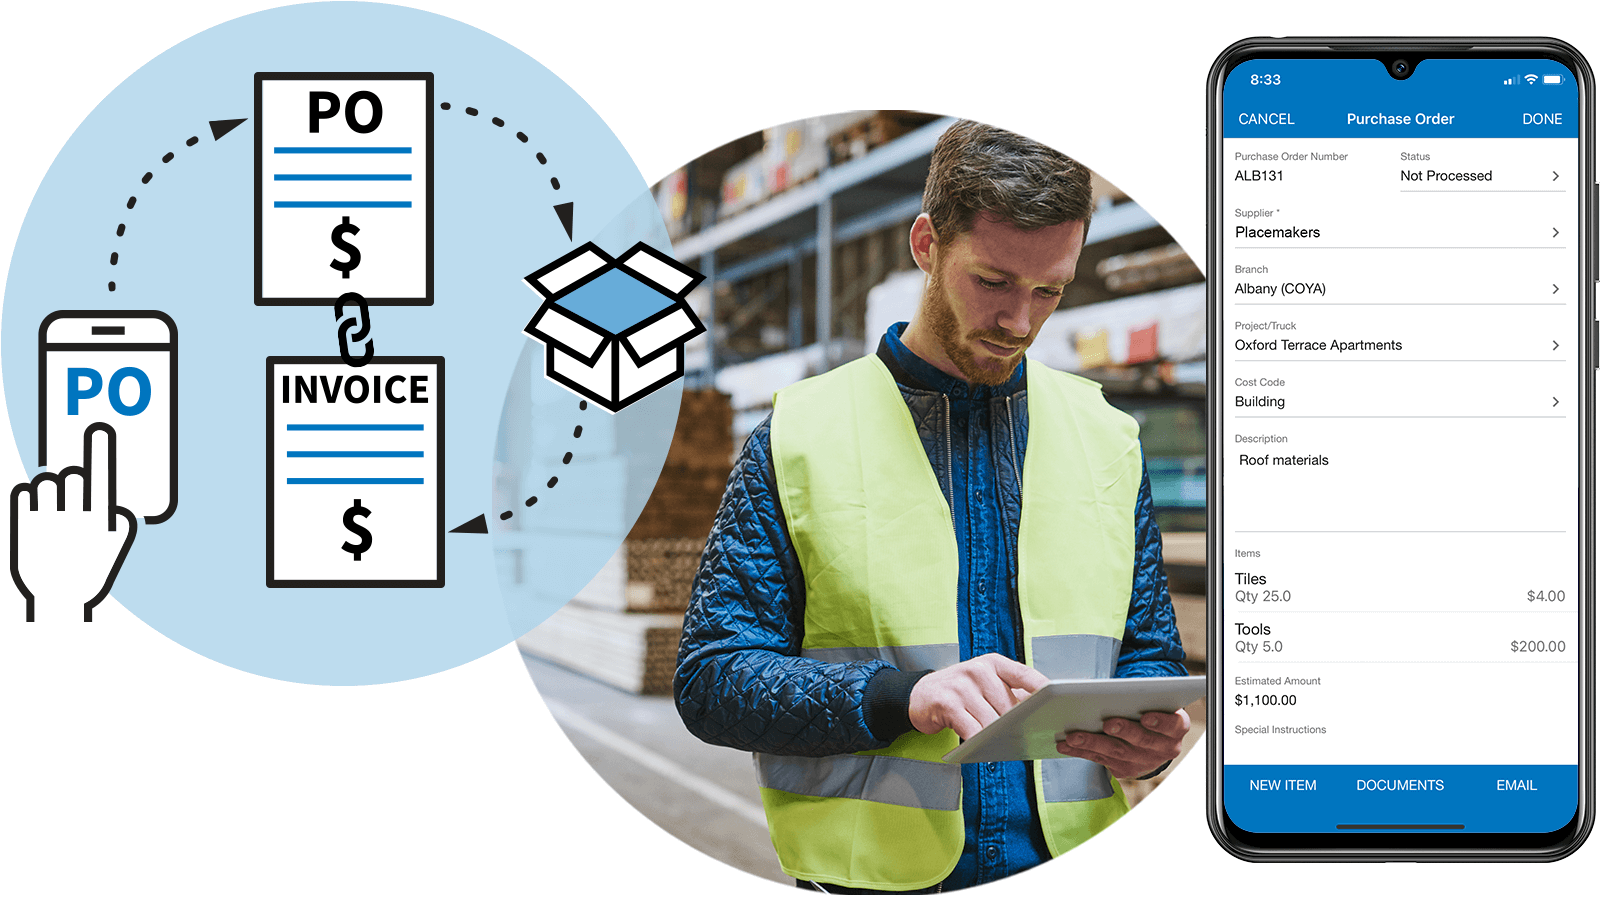 PO
$
PO
INVOICE
$
8:33
CANCEL Purchase Order DONE
Purchase Order Number Status
ALB131 Not Processed
Supplier *
Placemakers
Branch
Albany (COYA)
Project/Truck
Oxford Terrace Apartments
Cost Code
Building
Description
Roof materials
Items
Tiles
Qty 25.0 $4.00
Tools
Qty 5.0 $200.00
Estimated Amount
$1,100.00
Special Instructions
NEW ITEM DOCUMENTS EMAIL